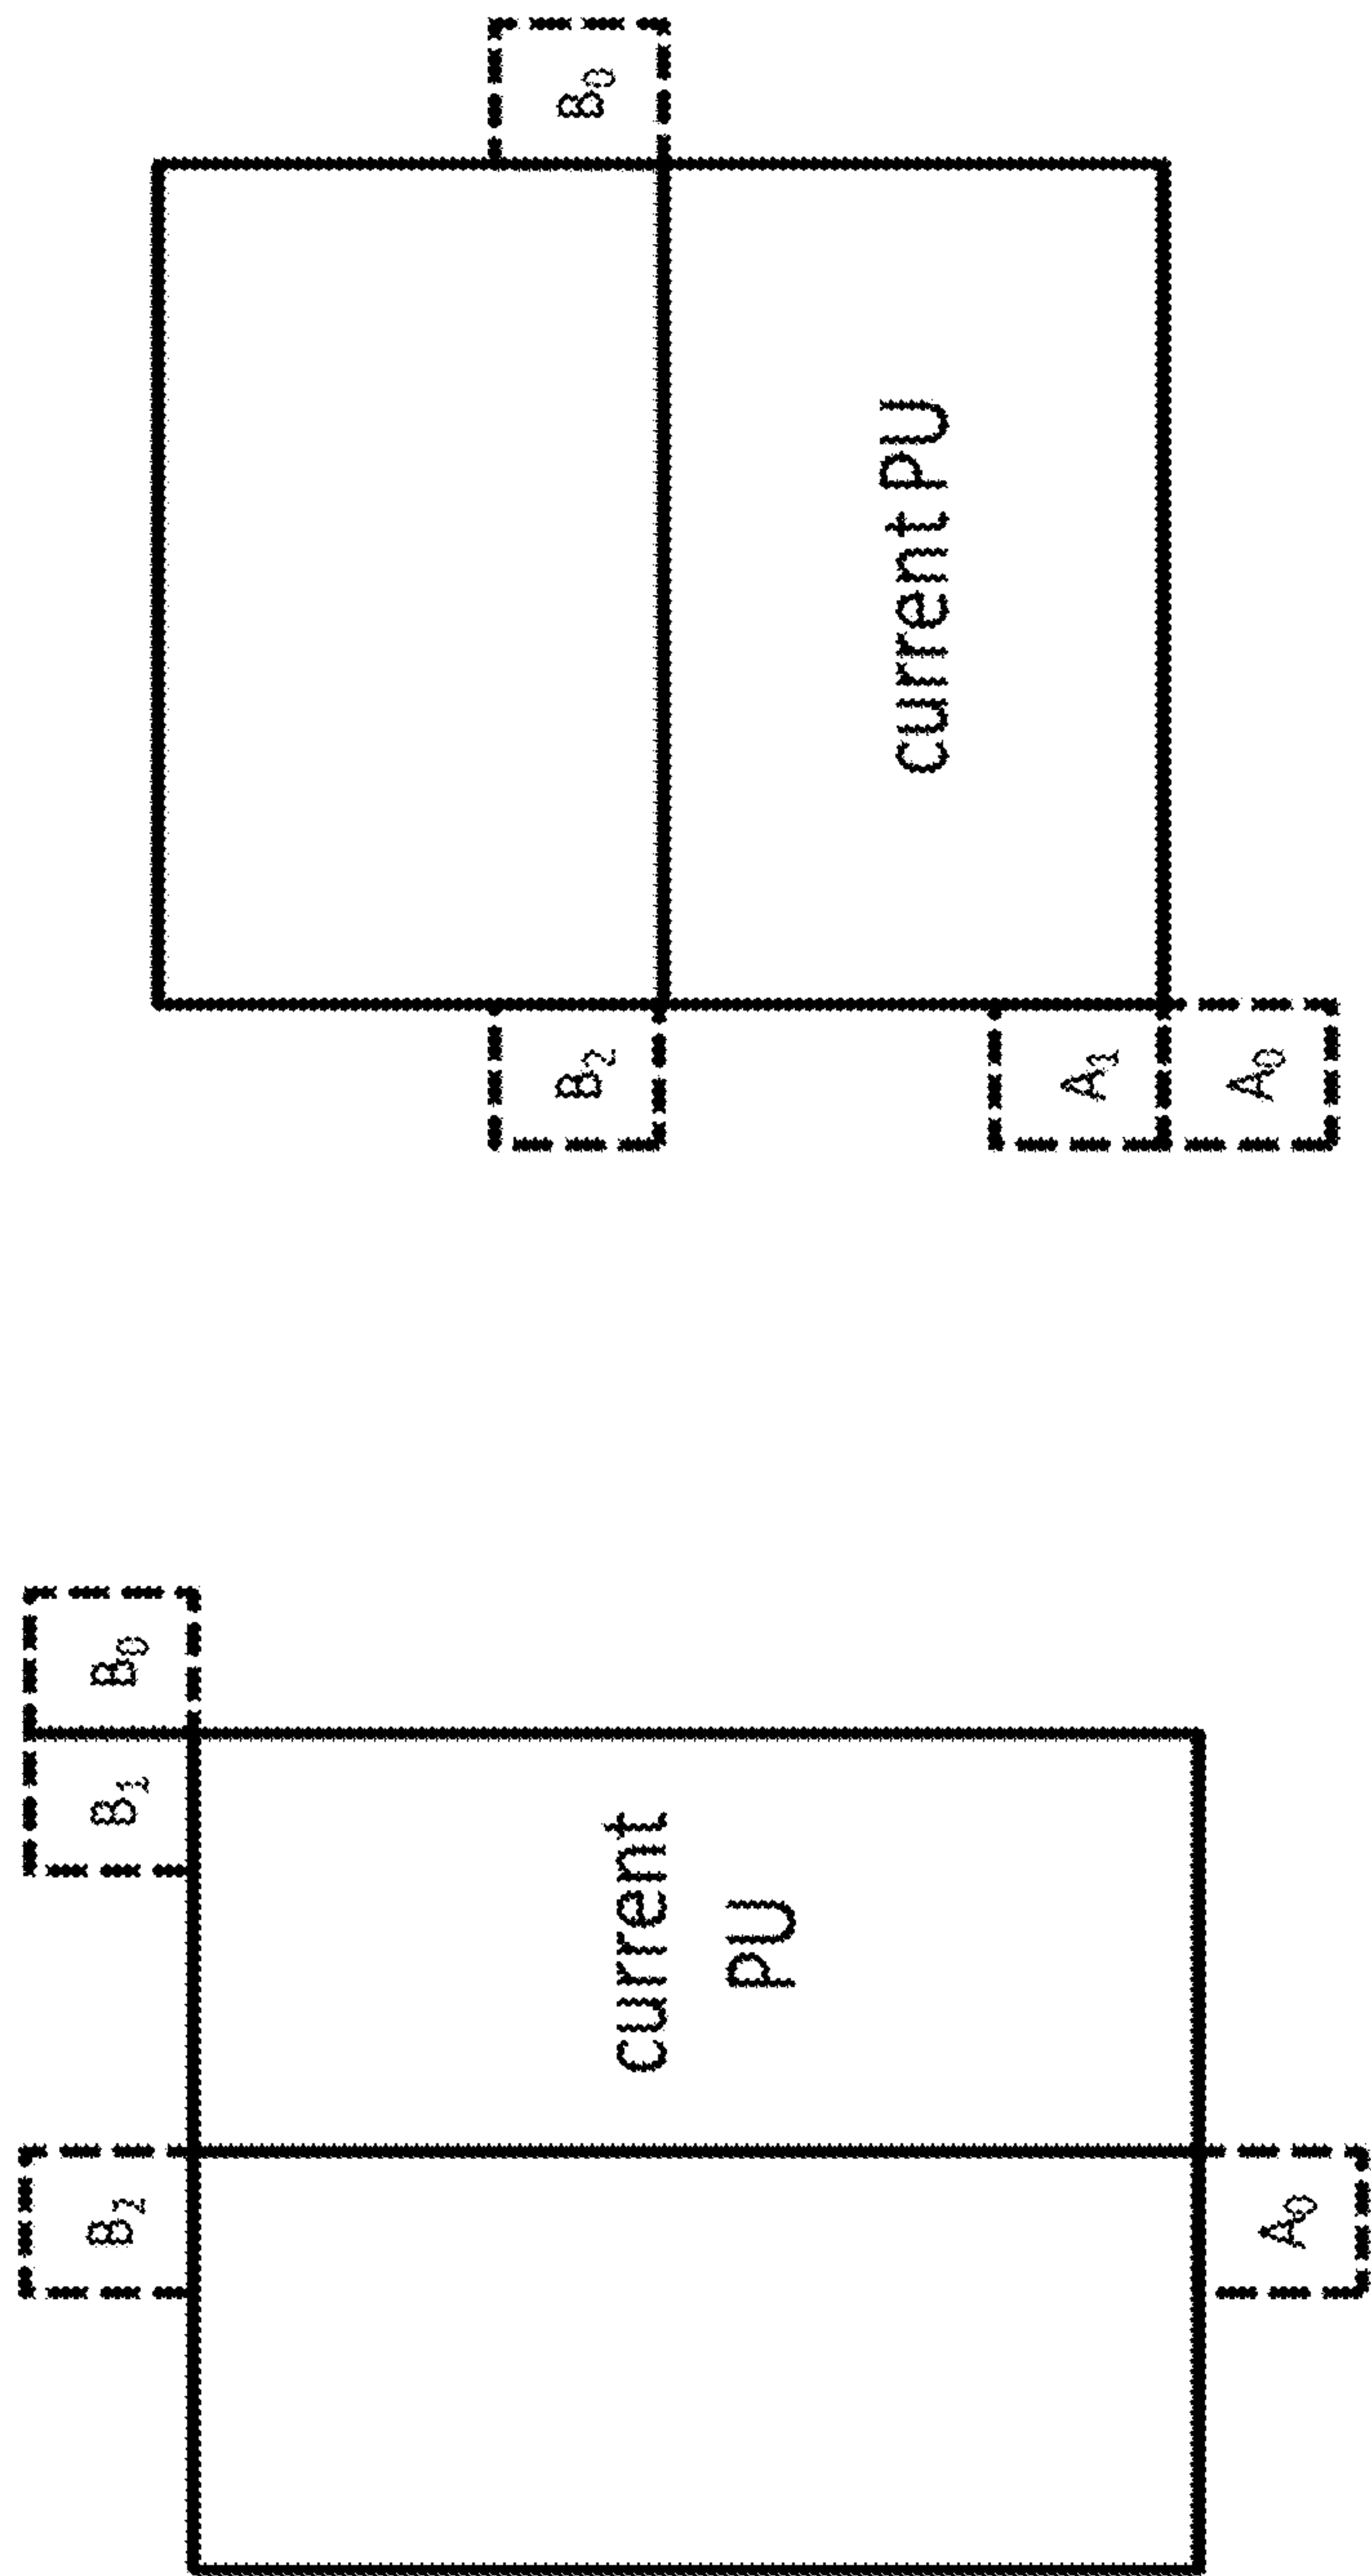 B₂ B₁ B₀
current
PU
A₀
B₂ B₀
current PU
A₁
A₀